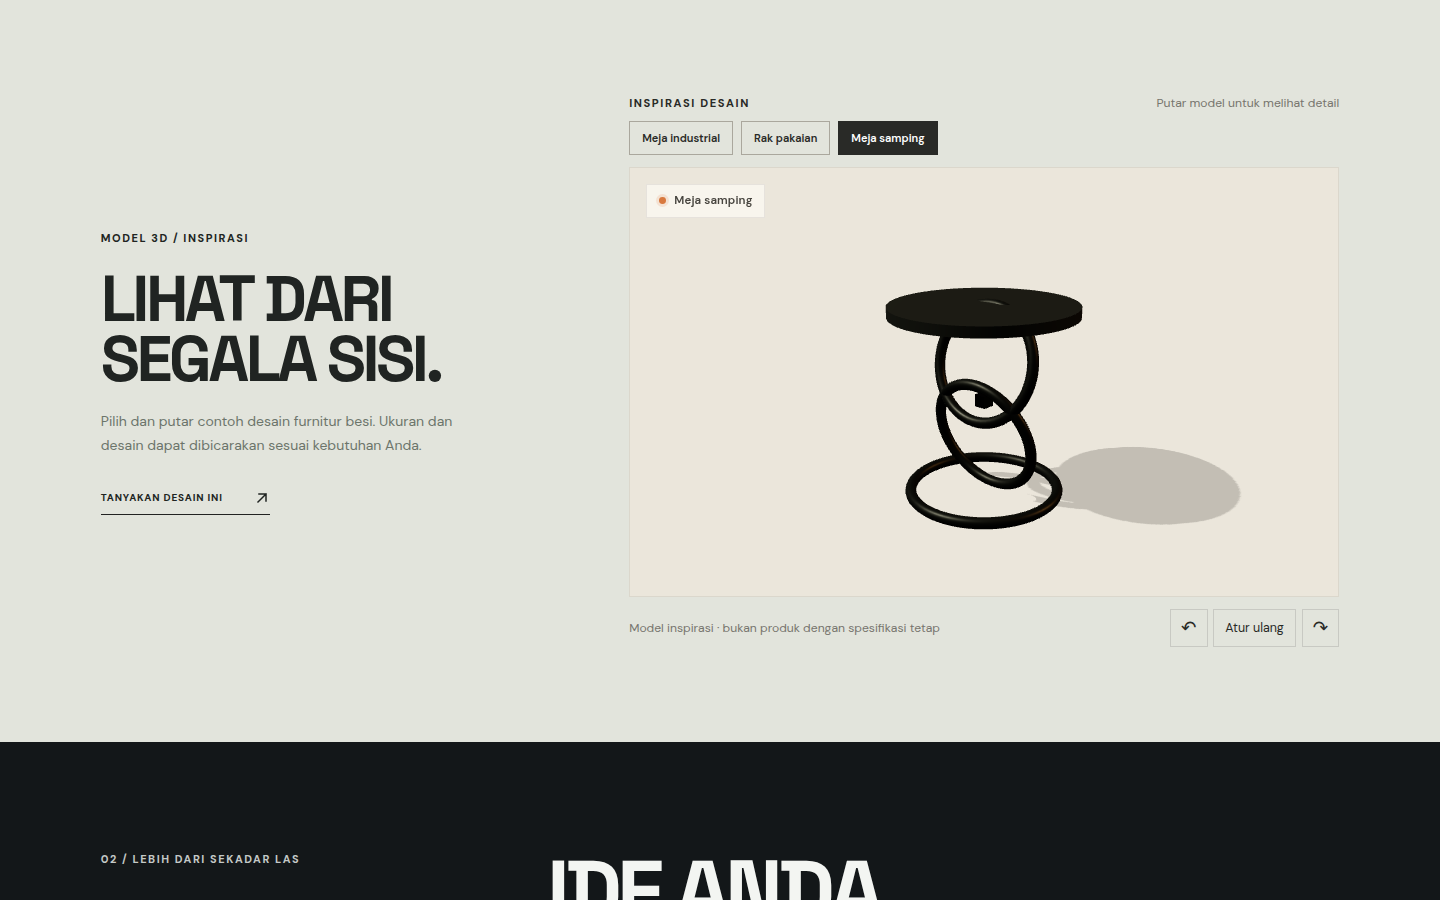 MODEL 3D / INSPIRASI
LIHAT DARI
SEGALA SISI.
Pilih dan putar contoh desain furnitur besi. Ukuran dan
desain dapat dibicarakan sesuai kebutuhan Anda.
TANYAKAN DESAIN INI
INSPIRASI DESAIN
Putar model untuk melihat detail
Meja industrial
Rak pakaian
Meja samping
Meja samping
Model inspirasi · bukan produk dengan spesifikasi tetap
Atur ulang
02 / LEBIH DARI SEKADAR LAS
IDE ANDA